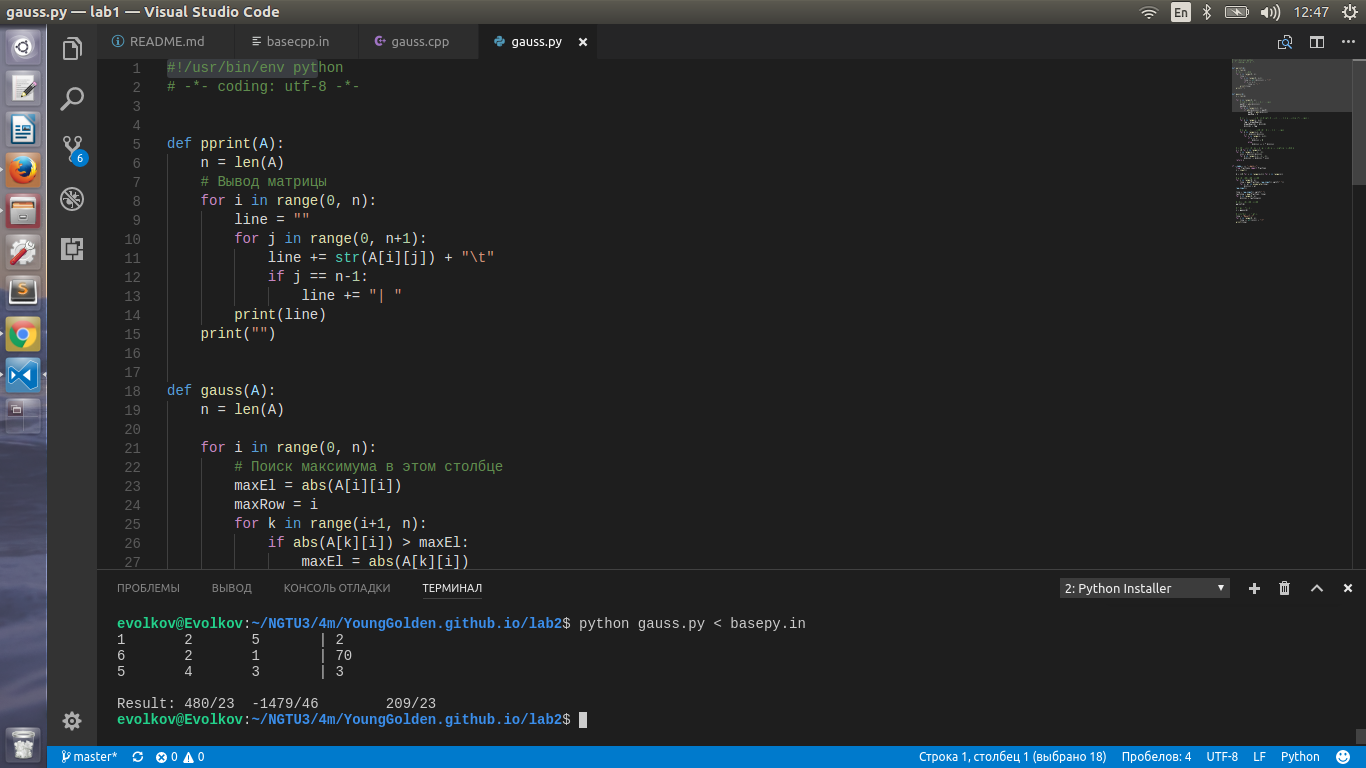 gauss.py — lab1 — Visual Studio Code
En
12:47
README.md
basecpp.in
gauss.cpp
gauss.py
1 #!/usr/bin/env python
2 # -*- coding: utf-8 -*-
3
4
5 def pprint(A):
6 n = len(A)
7 # Вывод матрицы
8 for i in range(0, n):
9 line = ""
10 for j in range(0, n+1):
11 line += str(A[i][j]) + "\t"
12 if j == n-1:
13 line += "| "
14 print(line)
15 print("")
16
17
18 def gauss(A):
19 n = len(A)
20
21 for i in range(0, n):
22 # Поиск максимума в этом столбце
23 maxEl = abs(A[i][i])
24 maxRow = i
25 for k in range(i+1, n):
26 if abs(A[k][i]) > maxEl:
27 maxEl = abs(A[k][i])
6
ПРОБЛЕМЫ ВЫВОД КОНСОЛЬ ОТЛАДКИ ТЕРМИНАЛ
2: Python Installer
evolkov@Evolkov:~/NGTU3/4m/YoungGolden.github.io/lab2$ python gauss.py < basepy.in
1 2 5 | 2
6 2 1 | 70
5 4 3 | 3
Result: 480/23 -1479/46 209/23
evolkov@Evolkov:~/NGTU3/4m/YoungGolden.github.io/lab2$
master* 0 0 Строка 1, столбец 1 (выбрано 18) Пробелов: 4 UTF-8 LF Python